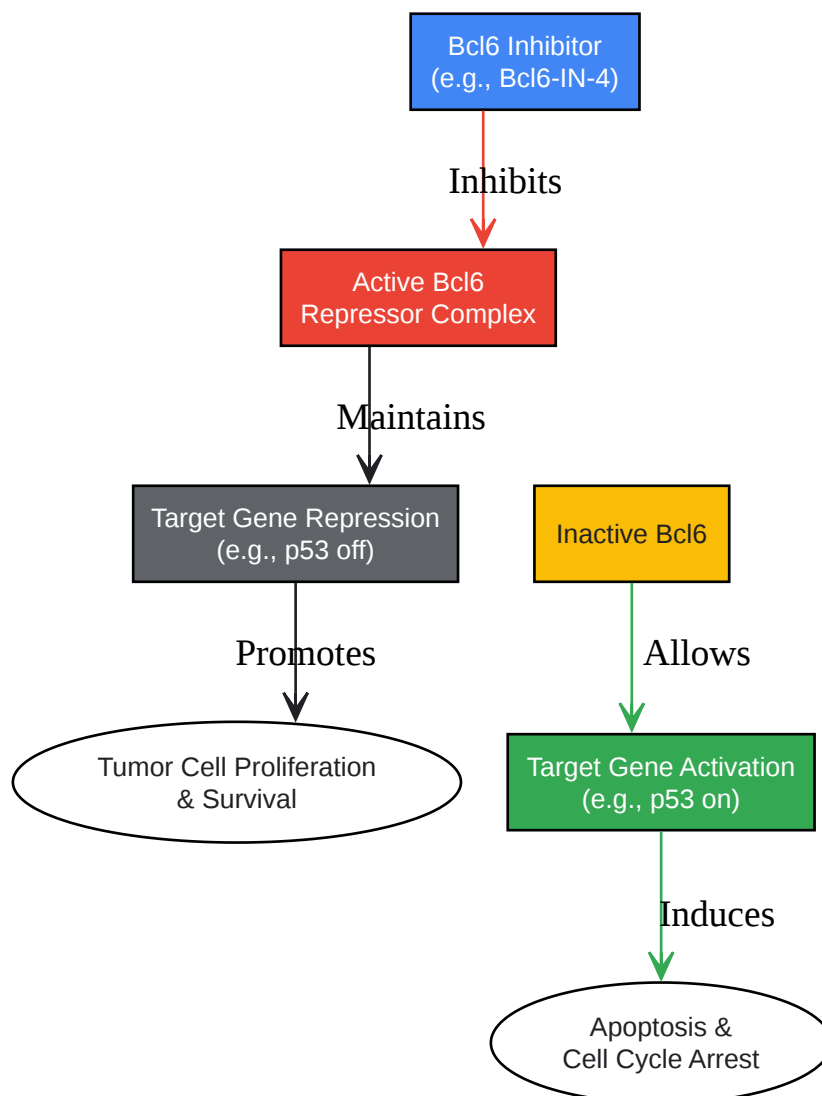 Bcl6 Inhibitor
(e.g., Bcl6-IN-4)
Inhibits
Active Bcl6
Repressor Complex
Maintains
Target Gene Repression
(e.g., p53 off)
Inactive Bcl6
Promotes
Allows
Tumor Cell Proliferation
& Survival
Target Gene Activation
(e.g., p53 on)
Induces
Apoptosis &
Cell Cycle Arrest